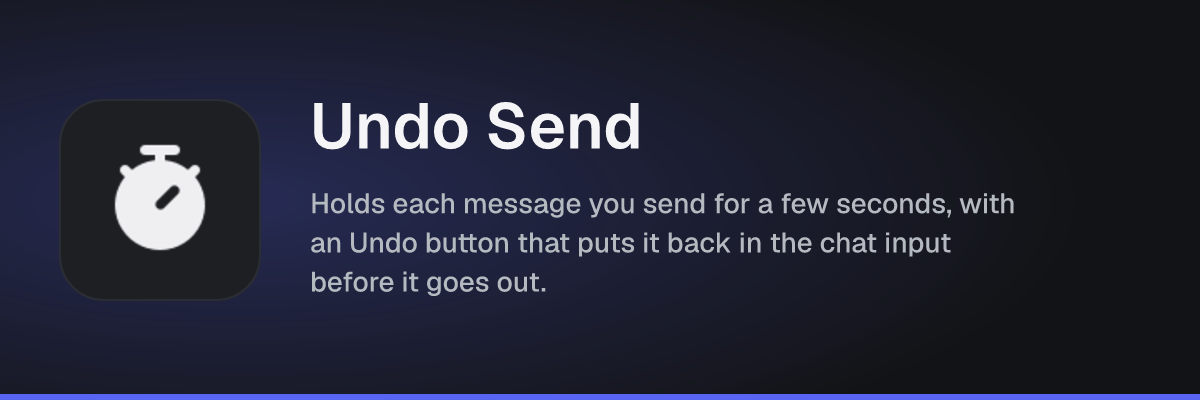 Undo Send
Holds each message you send for a few seconds, with
an Undo button that puts it back in the chat input
before it goes out.